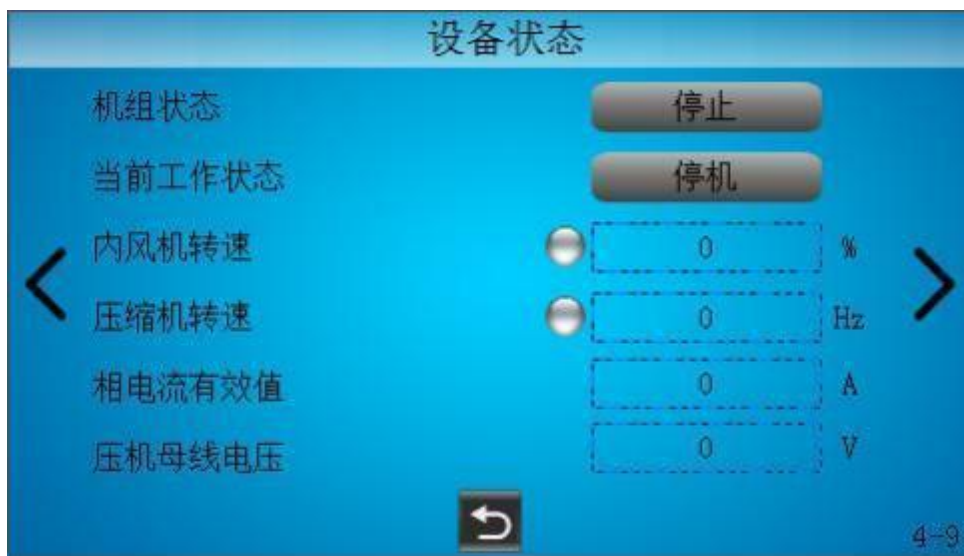 设备状态
机组状态 停止
当前工作状态 停机
内风机转速 0 %
压缩机转速 0 Hz
相电流有效值 0 A
压机母线电压 0 V
4-9